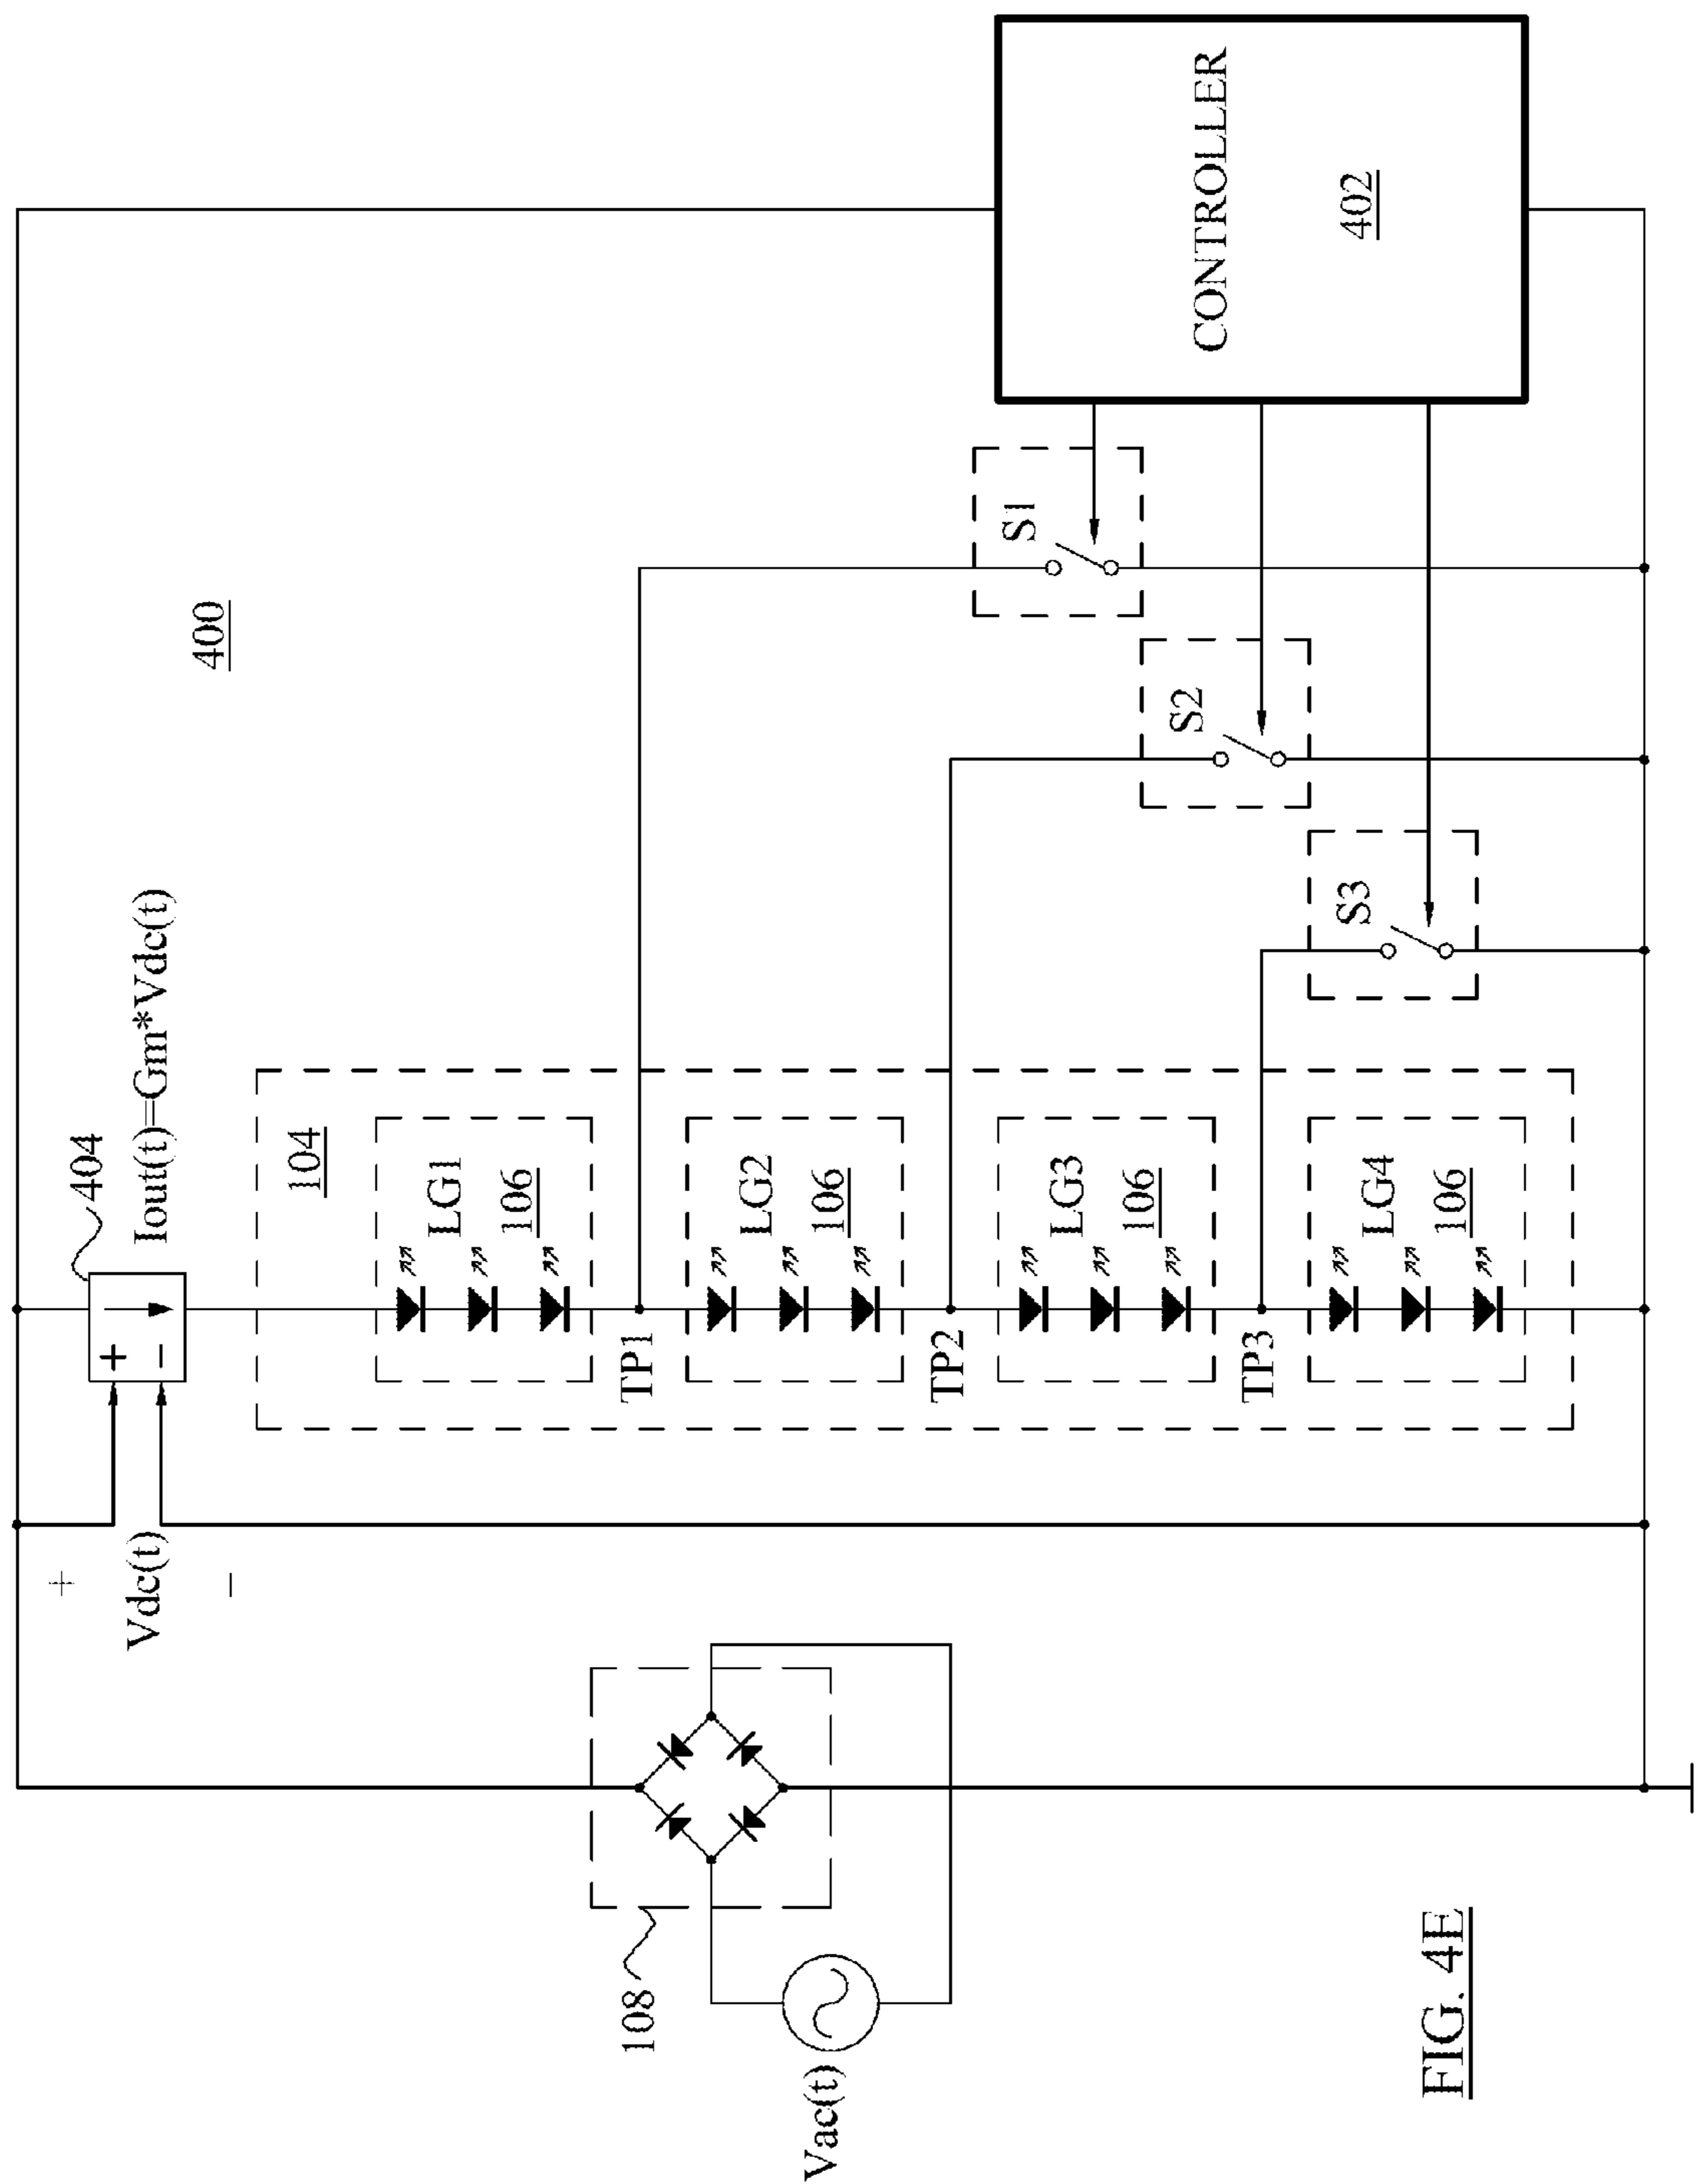 400
404
Iout(t)=Gm*Vdc(t)
+
Vdc(t)
−
+
−
104
LG1
106
TP1
LG2
106
TP2
LG3
106
TP3
LG4
106
S1
S2
S3
CONTROLLER
402
108
Vac(t)
FIG. 4E